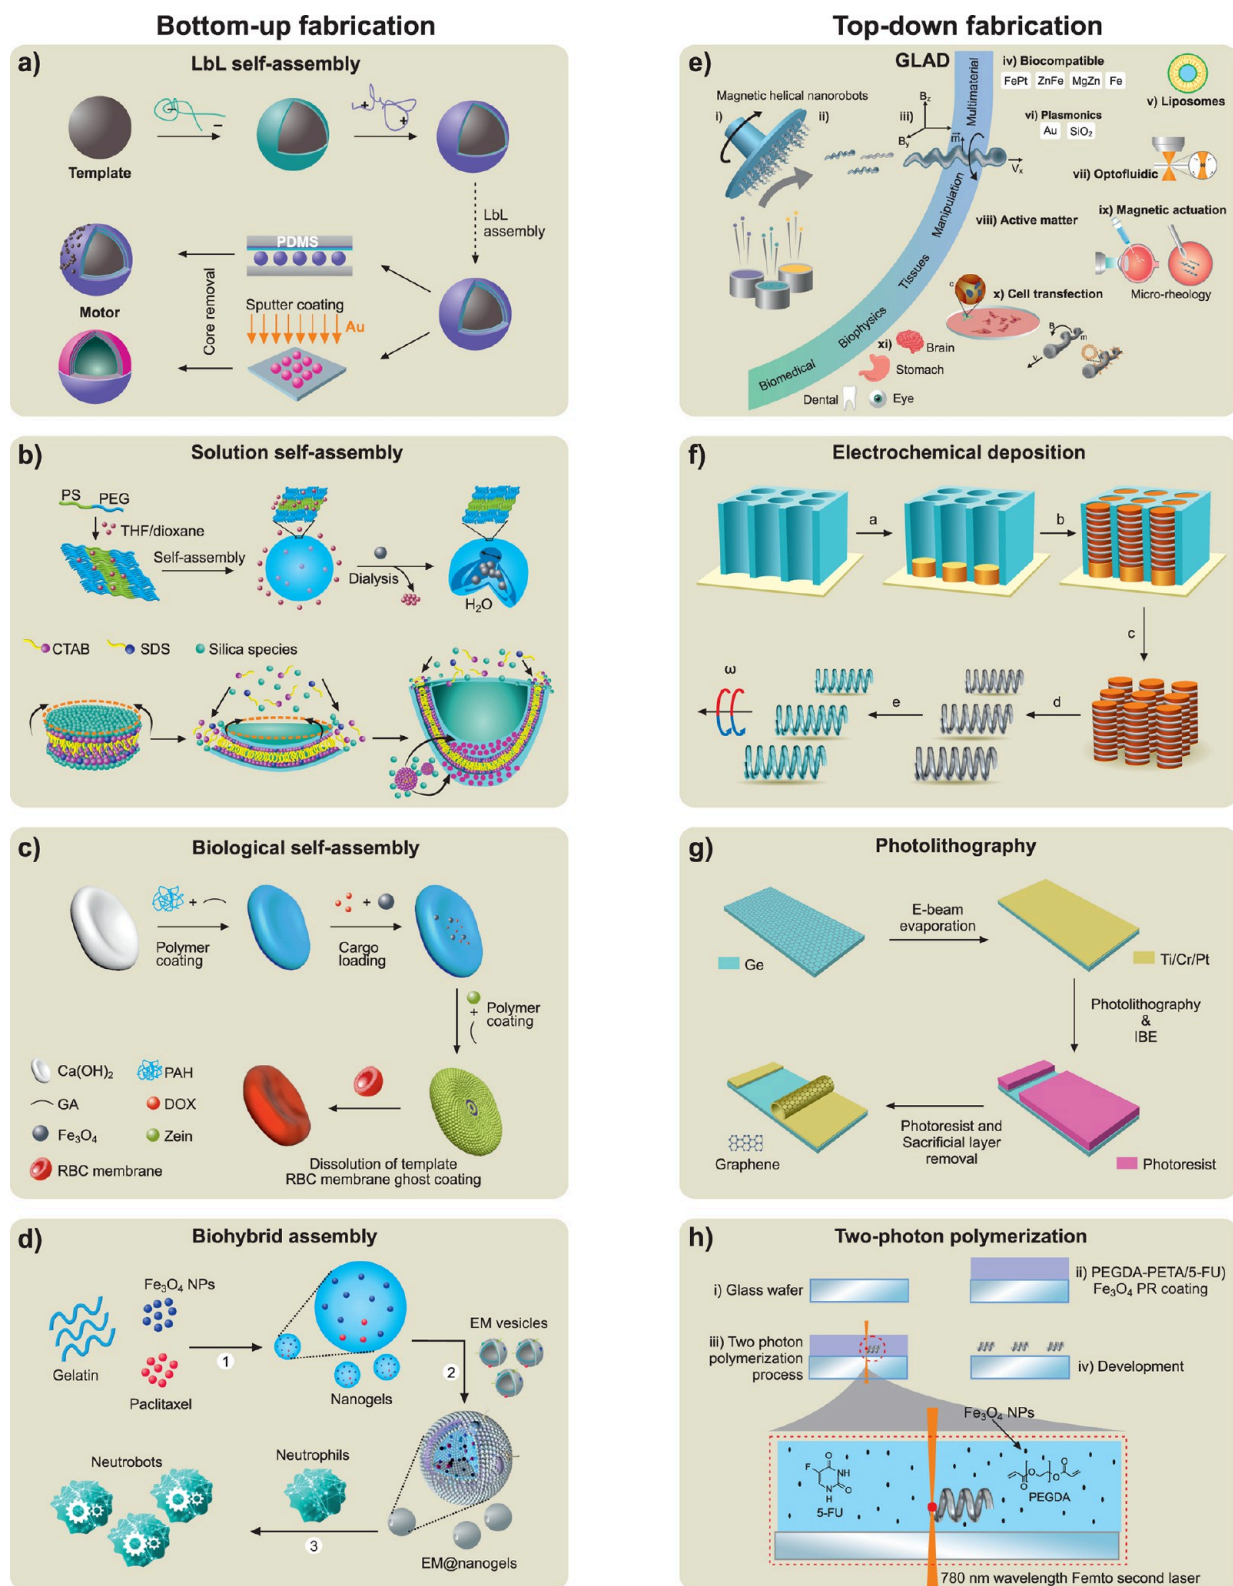 Bottom-up fabrication
a)
LbL self-assembly
−
−
+
+
Template
LbL
assembly
PDMS
Core removal
Sputter coating
Au
Motor
b)
Solution self-assembly
PS
PEG
THF/dioxane
Self-assembly
Dialysis
H₂O
CTAB
SDS
Silica species
c)
Biological self-assembly
+
+
Polymer
coating
Cargo
loading
+
Polymer
coating
Ca(OH)₂
PAH
GA
DOX
Fe₃O₄
Zein
RBC membrane
Dissolution of template
RBC membrane ghost coating
d)
Biohybrid assembly
Fe₃O₄ NPs
Gelatin
Paclitaxel
1
Nanogels
2
EM vesicles
Neutrobots
Neutrophils
3
EM@nanogels
Top-down fabrication
e)
GLAD
Magnetic helical nanorobots
i)
ii)
iii)
Bz
By
m
Vx
Multimaterial
Manipulation
Tissues
Biophysics
Biomedical
iv) Biocompatible
FePt ZnFe MgZn Fe
v) Liposomes
vi) Plasmonics
Au SiO₂
vii) Optofluidic
viii) Active matter
ix) Magnetic actuation
Micro-rheology
x) Cell transfection
B
m
xi)
Brain
Stomach
Dental
Eye
f)
Electrochemical deposition
a
b
c
d
e
ω
g)
Photolithography
E-beam
evaporation
Ge
Ti/Cr/Pt
Photolithography
&
IBE
Graphene
Photoresist and
Sacrificial layer
removal
Photoresist
h)
Two-photon polymerization
i) Glass wafer
ii) PEGDA-PETA/5-FU)
Fe₃O₄ PR coating
iii) Two photon
polymerization
process
iv) Development
Fe₃O₄ NPs
F
O
NH
N
H
O
5-FU
O
O
O
O
PEGDA
780 nm wavelength Femto second laser